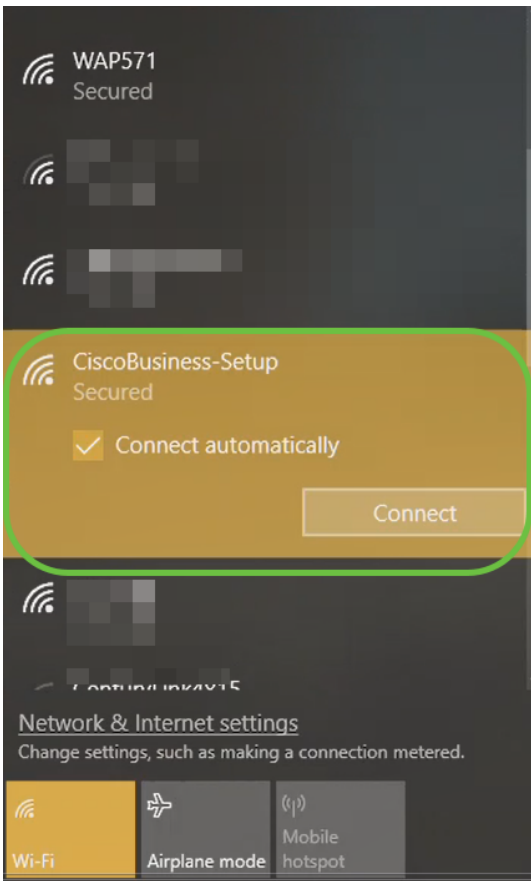 WAP571
Secured
CiscoBusiness-Setup
Secured
Connect automatically
Connect
Network & Internet settings
Change settings, such as making a connection metered.
Wi-Fi
Airplane mode
Mobile
hotspot